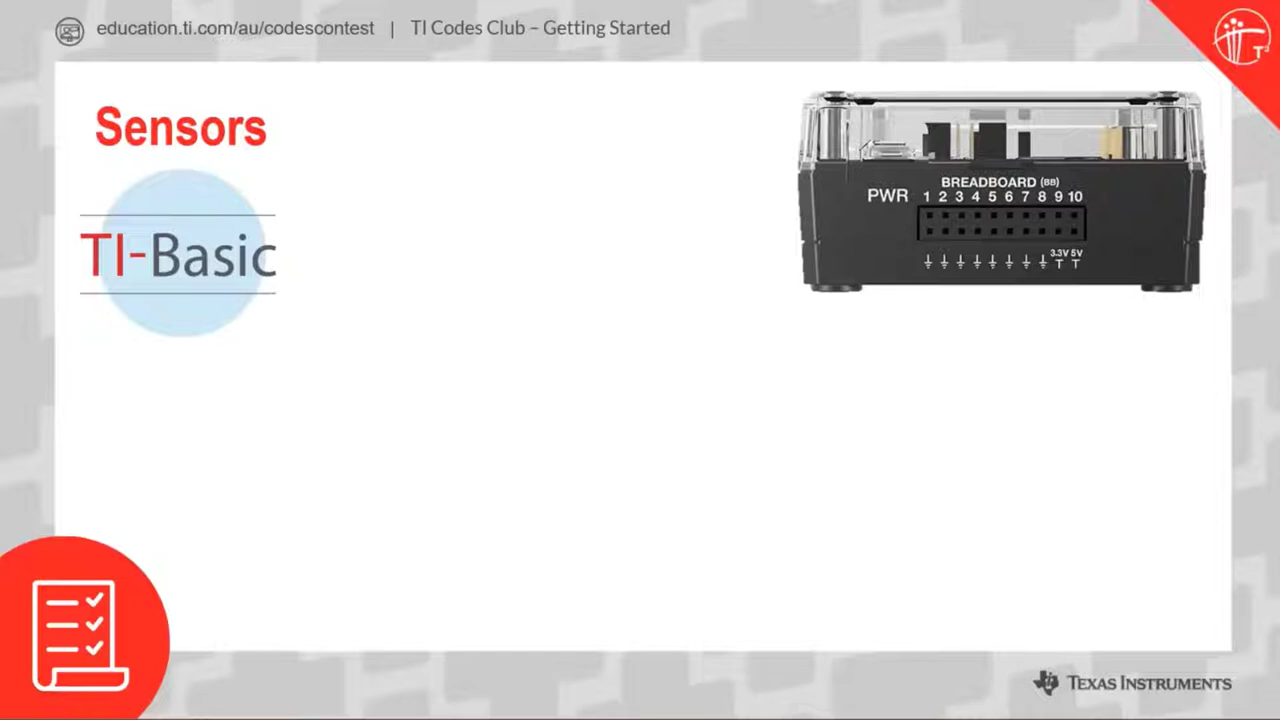 education.ti.com/au/codescontest | TI Codes Club – Getting Started
T³
Sensors
TI-Basic
BREADBOARD (BB)
PWR 1 2 3 4 5 6 7 8 9 10
3.3V 5V
TEXAS INSTRUMENTS